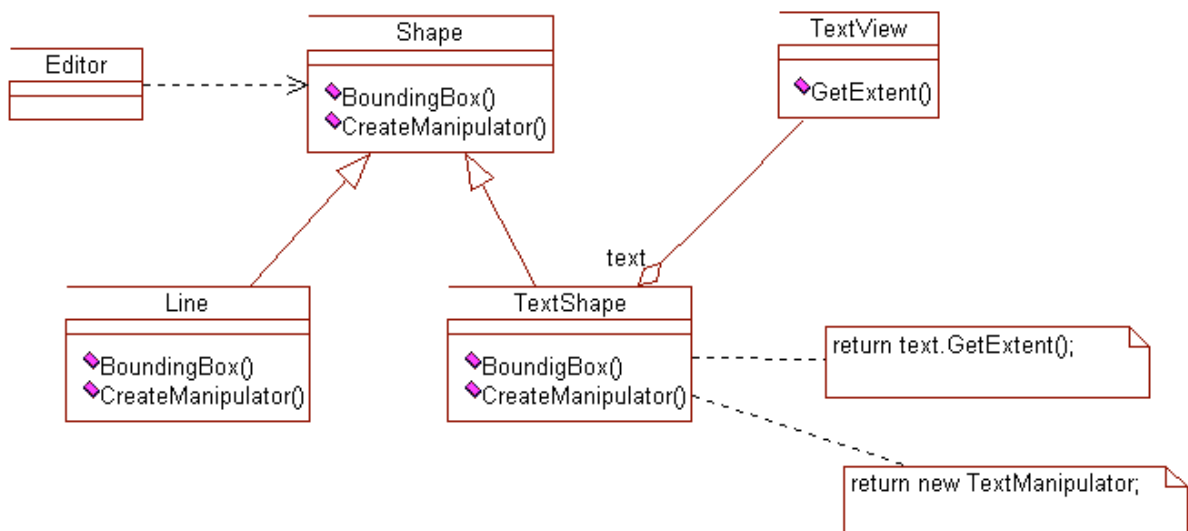 Editor
Shape
BoundingBox()
CreateManipulator()
TextView
GetExtent()
text
Line
BoundingBox()
CreateManipulator()
TextShape
BoundigBox()
CreateManipulator()
return text.GetExtent();
return new TextManipulator;